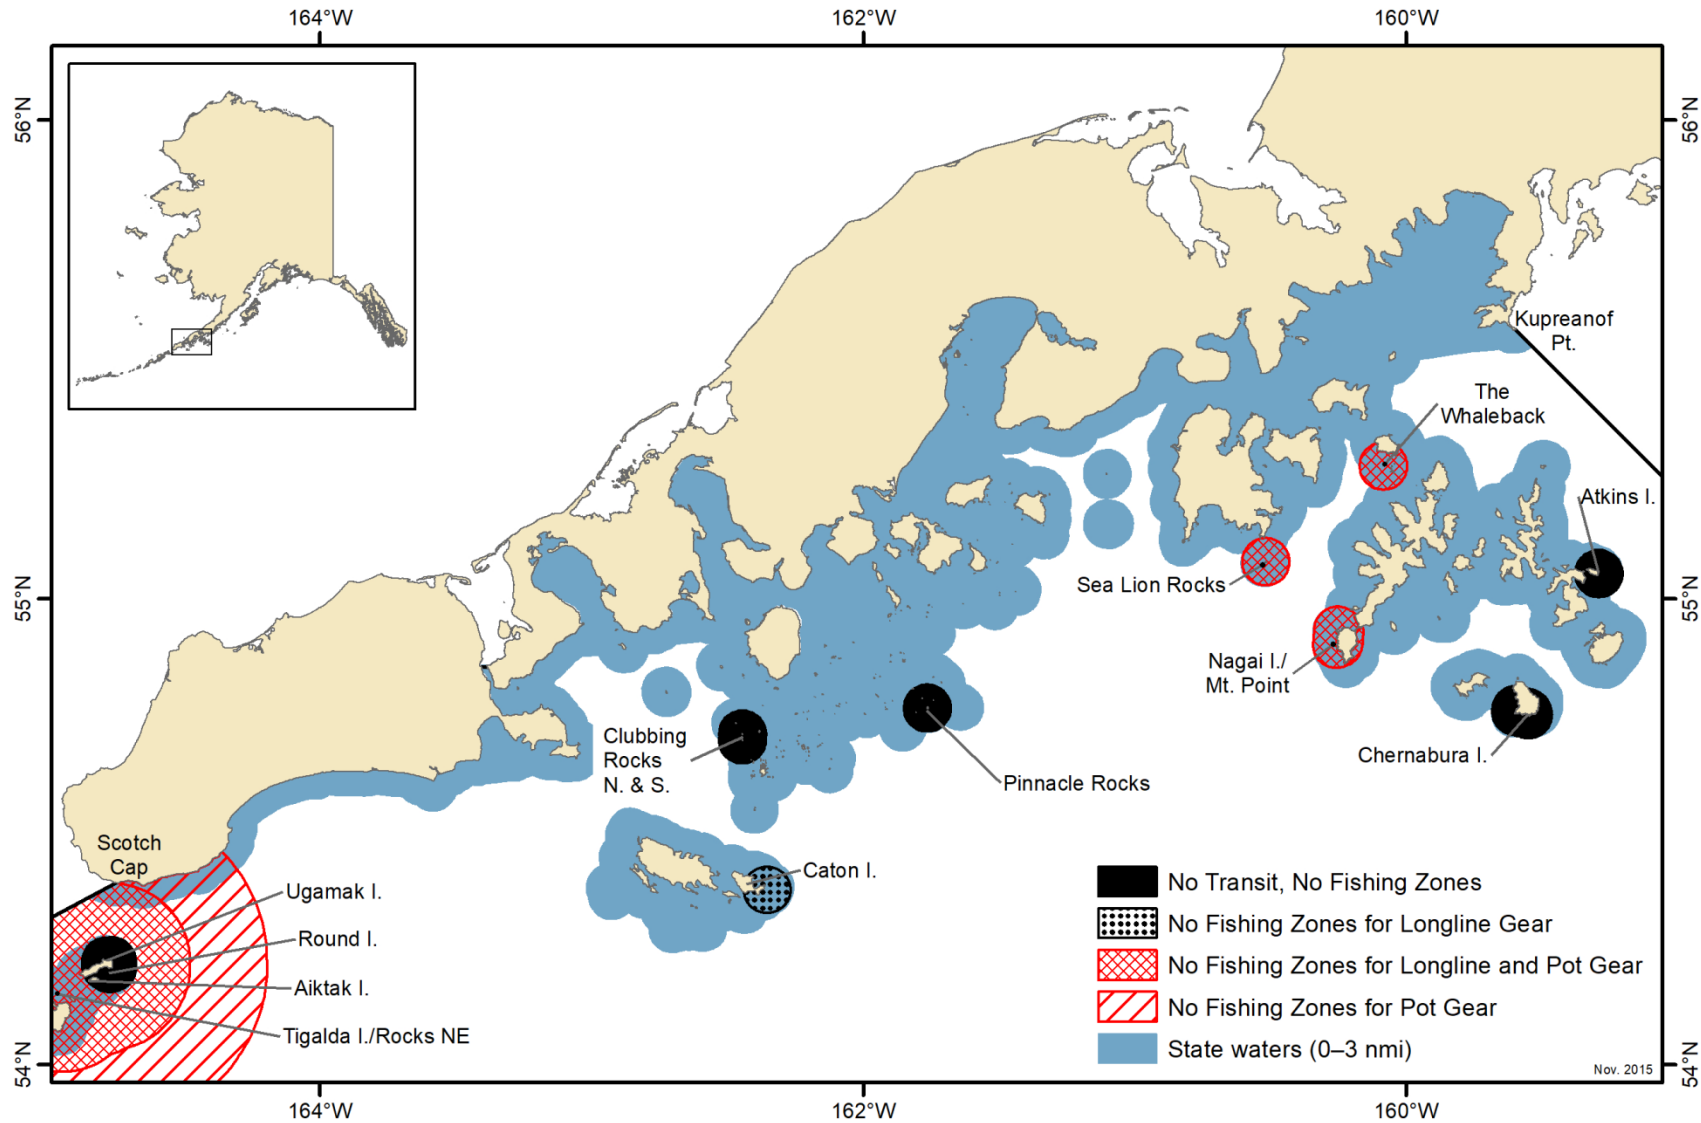 164°W
162°W
160°W
56°N
56°N
Kupreanof
Pt.
The
Whaleback
Atkins I.
55°N
Sea Lion Rocks
55°N
Nagai I./
Mt. Point
Clubbing
Rocks
N. & S.
Chernabura I.
Pinnacle Rocks
Scotch
Cap
Caton I.
Ugamak I.
Round I.
Aiktak I.
Tigalda I./Rocks NE
No Transit, No Fishing Zones
No Fishing Zones for Longline Gear
No Fishing Zones for Longline and Pot Gear
No Fishing Zones for Pot Gear
State waters (0–3 nmi)
Nov. 2015
54°N
54°N
164°W
162°W
160°W